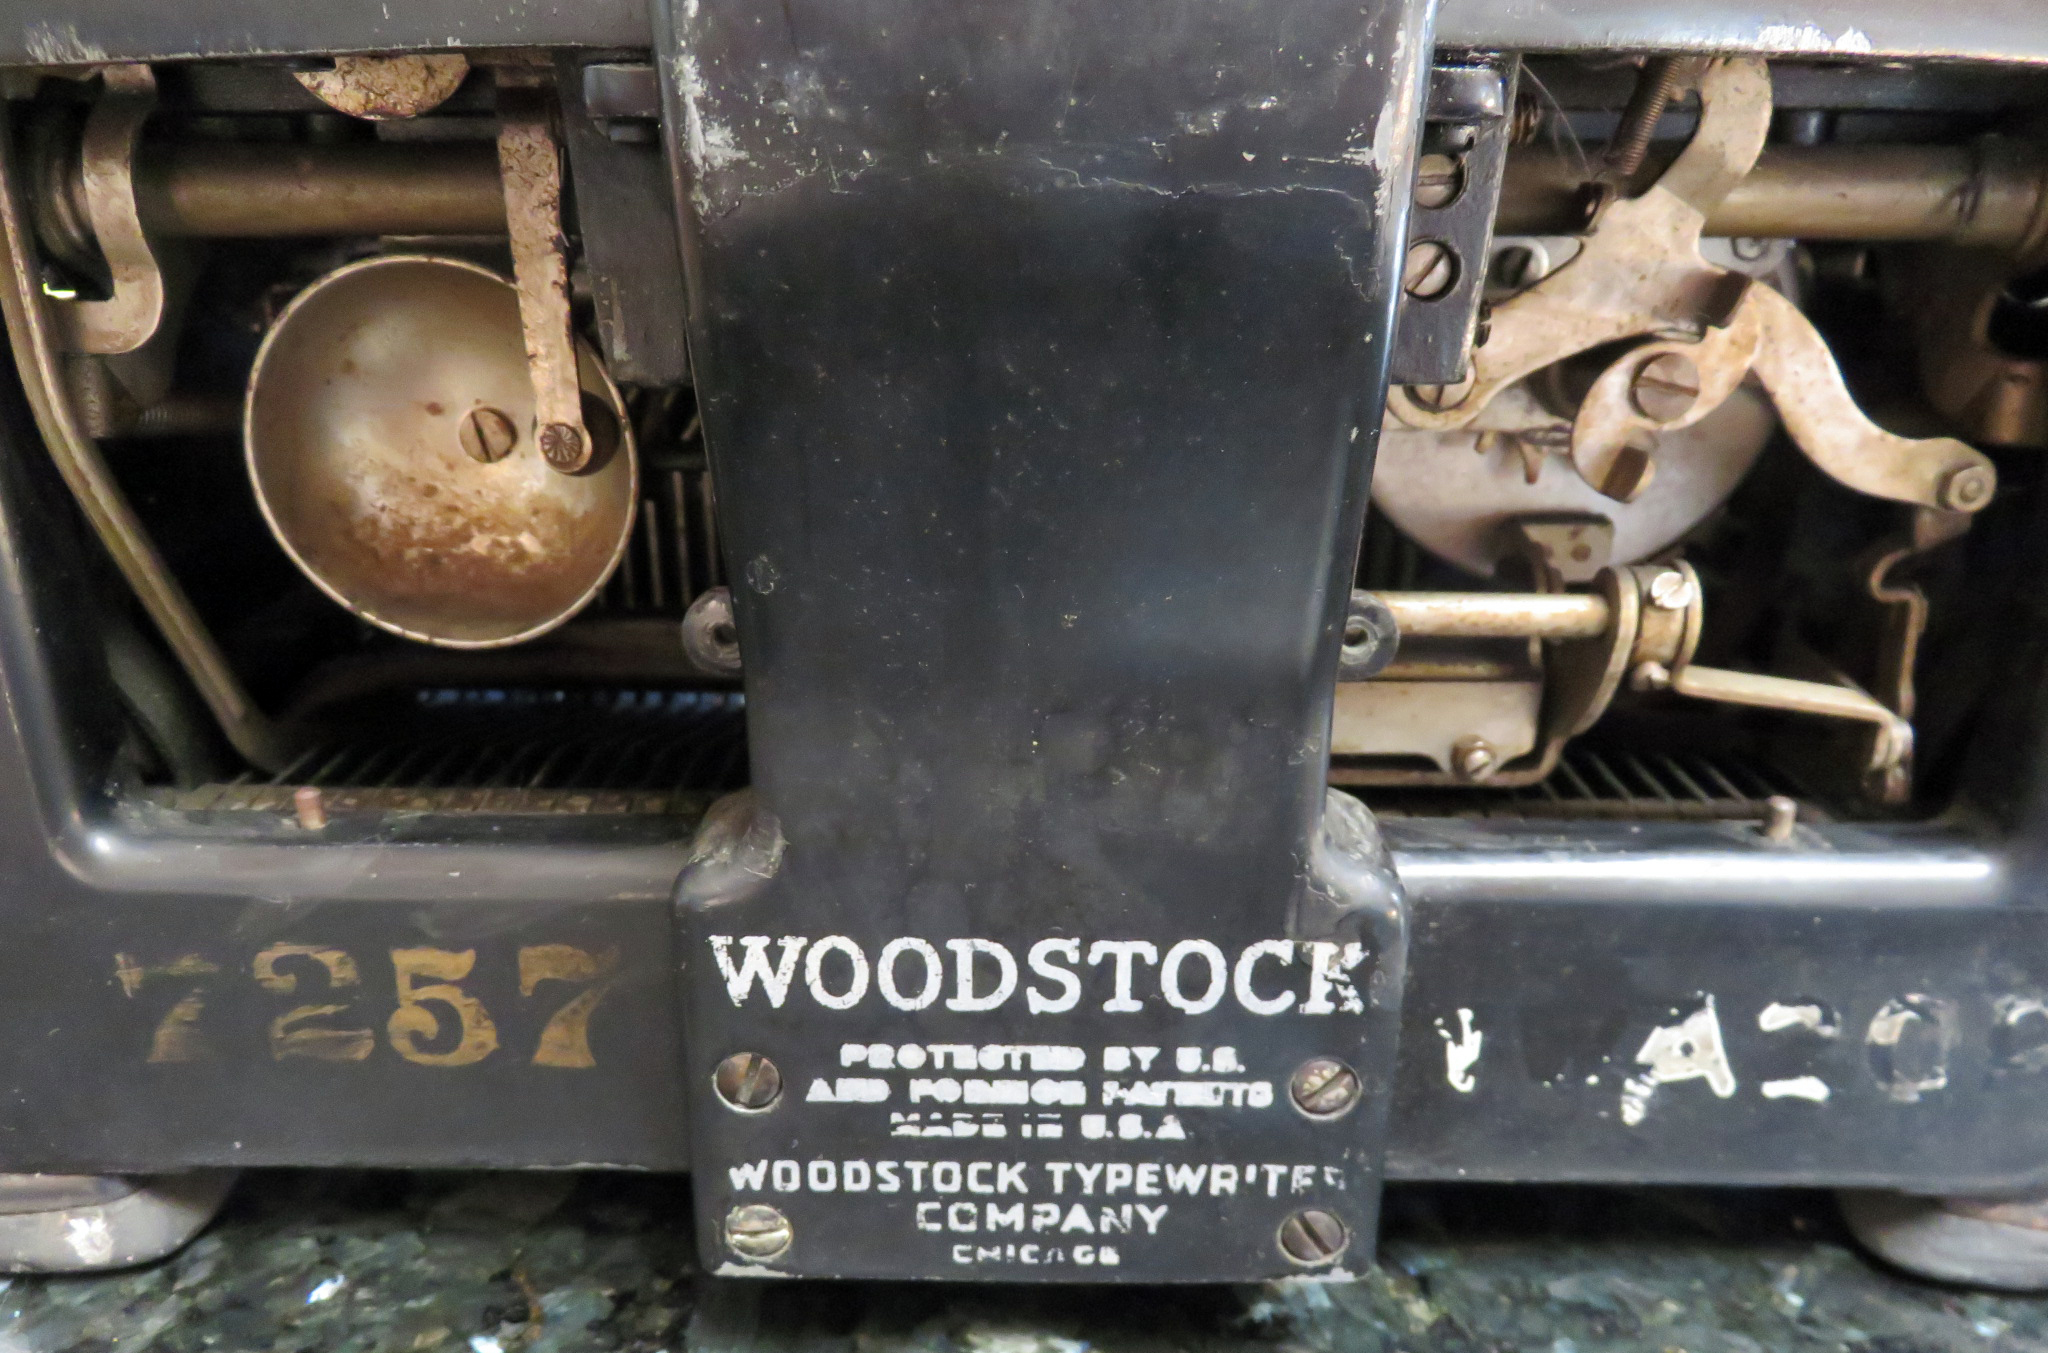 7257
WOODSTOCK
PROTECTED BY U.S.
AND FOREIGN PATENTS
MADE IN U.S.A.
WOODSTOCK TYPEWRITER
COMPANY
CHICAGO